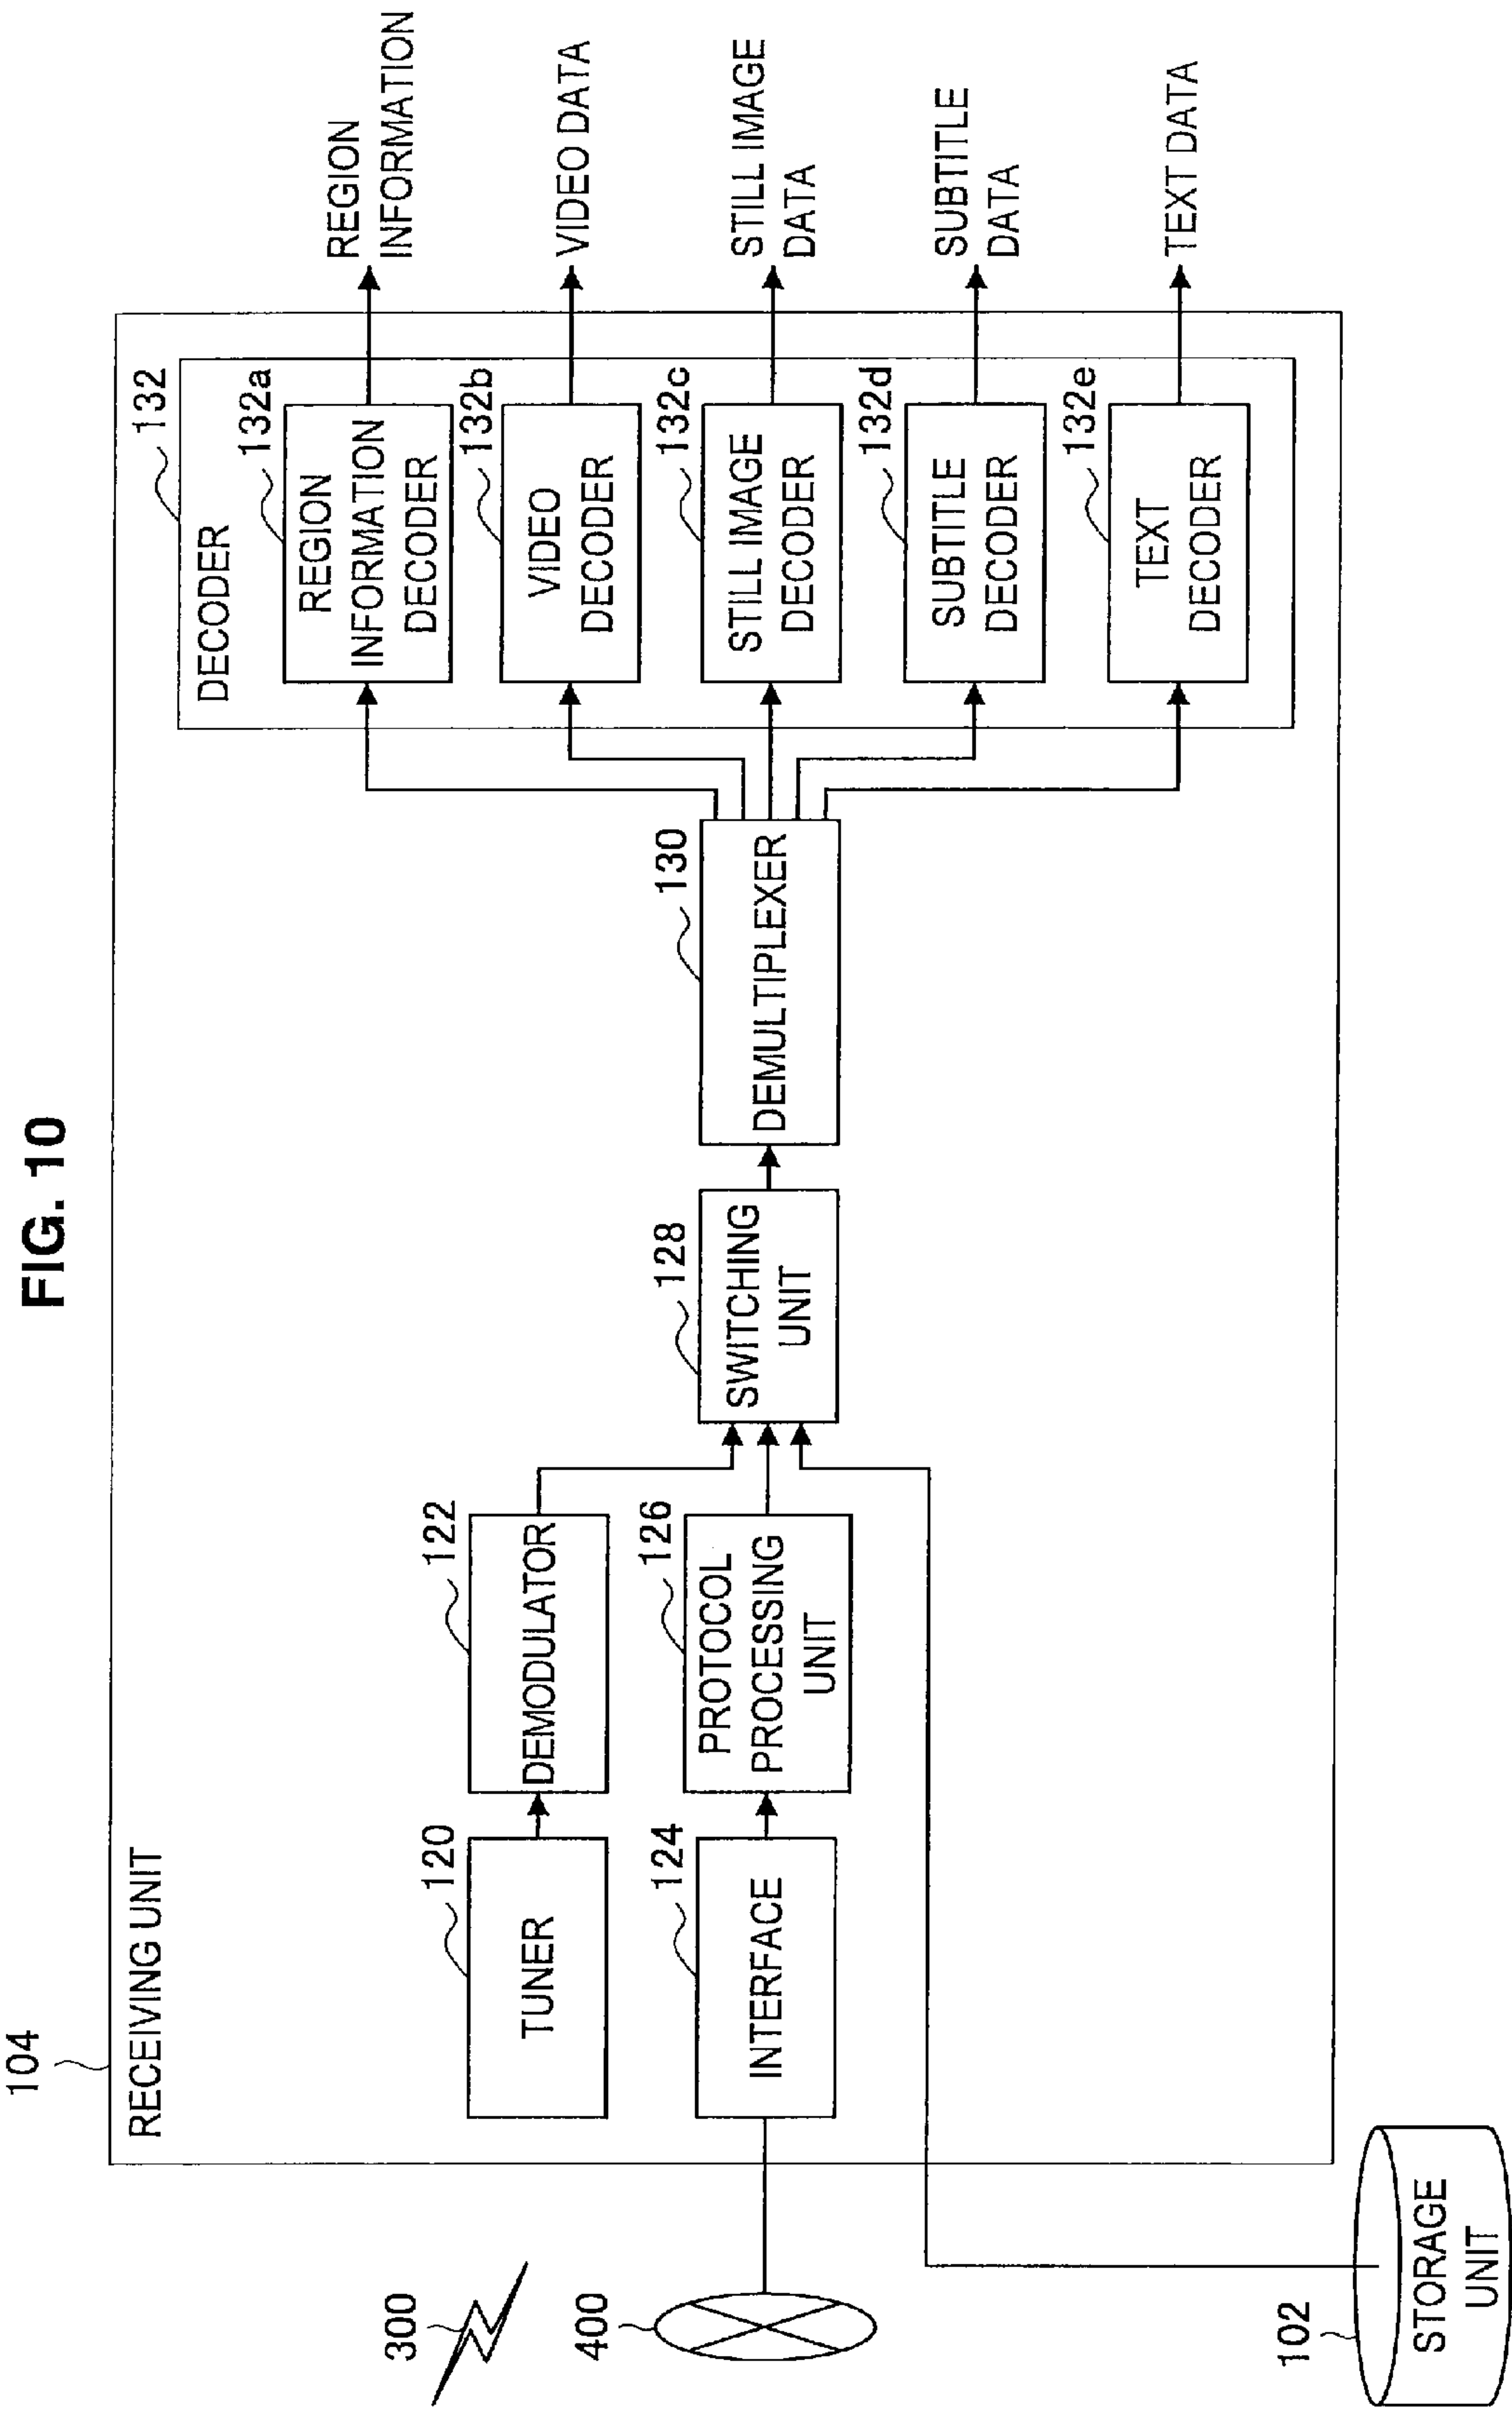 FIG. 10
104
RECEIVING UNIT
300
120
TUNER
122
DEMODULATOR
400
124
INTERFACE
126
PROTOCOL
PROCESSING
UNIT
102
STORAGE
UNIT
128
SWITCHING
UNIT
130
DEMULTIPLEXER
132
DECODER
132a
REGION
INFORMATION
DECODER
REGION
INFORMATION
132b
VIDEO
DECODER
VIDEO DATA
132c
STILL IMAGE
DECODER
STILL IMAGE
DATA
132d
SUBTITLE
DECODER
SUBTITLE
DATA
132e
TEXT
DECODER
TEXT DATA